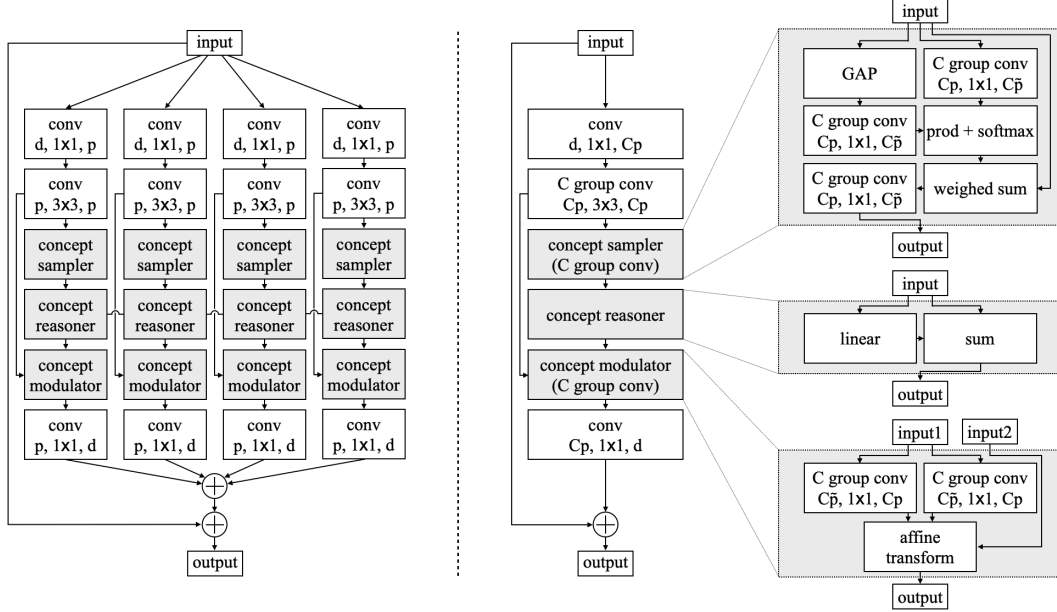 input
conv
d, 1x1, p
conv
d, 1x1, p
conv
d, 1x1, p
conv
d, 1x1, p
conv
p, 3x3, p
conv
p, 3x3, p
conv
p, 3x3, p
conv
p, 3x3, p
concept
sampler
concept
sampler
concept
sampler
concept
sampler
concept
reasoner
concept
reasoner
concept
reasoner
concept
reasoner
concept
modulator
concept
modulator
concept
modulator
concept
modulator
conv
p, 1x1, d
conv
p, 1x1, d
conv
p, 1x1, d
conv
p, 1x1, d
output
input
conv
d, 1x1, Cp
C group conv
Cp, 3x3, Cp
concept sampler
(C group conv)
concept reasoner
concept modulator
(C group conv)
conv
Cp, 1x1, d
output
input
GAP
C group conv
Cp, 1x1, Cp̃
C group conv
Cp, 1x1, Cp̃
prod + softmax
C group conv
Cp, 1x1, Cp̃
weighed sum
output
input
linear
sum
output
input1
input2
C group conv
Cp̃, 1x1, Cp
C group conv
Cp̃, 1x1, Cp
affine
transform
output